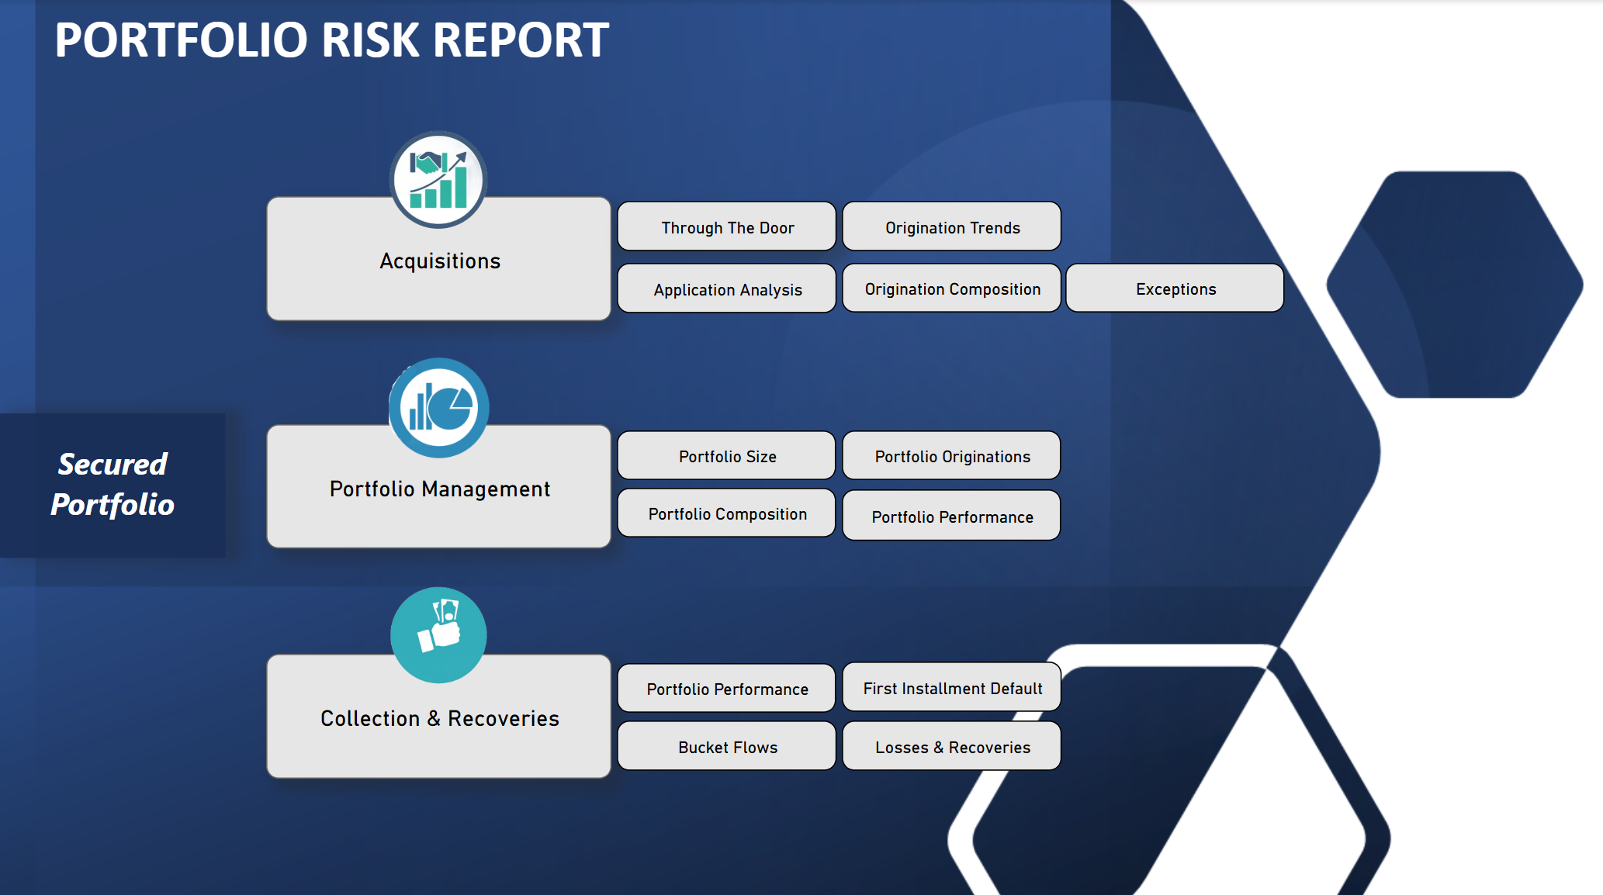 PORTFOLIO RISK REPORT
Acquisitions
Through The Door
Origination Trends
Application Analysis
Origination Composition
Exceptions
Secured
Portfolio
Portfolio Management
Portfolio Size
Portfolio Originations
Portfolio Composition
Portfolio Performance
Collection & Recoveries
Portfolio Performance
First Installment Default
Bucket Flows
Losses & Recoveries